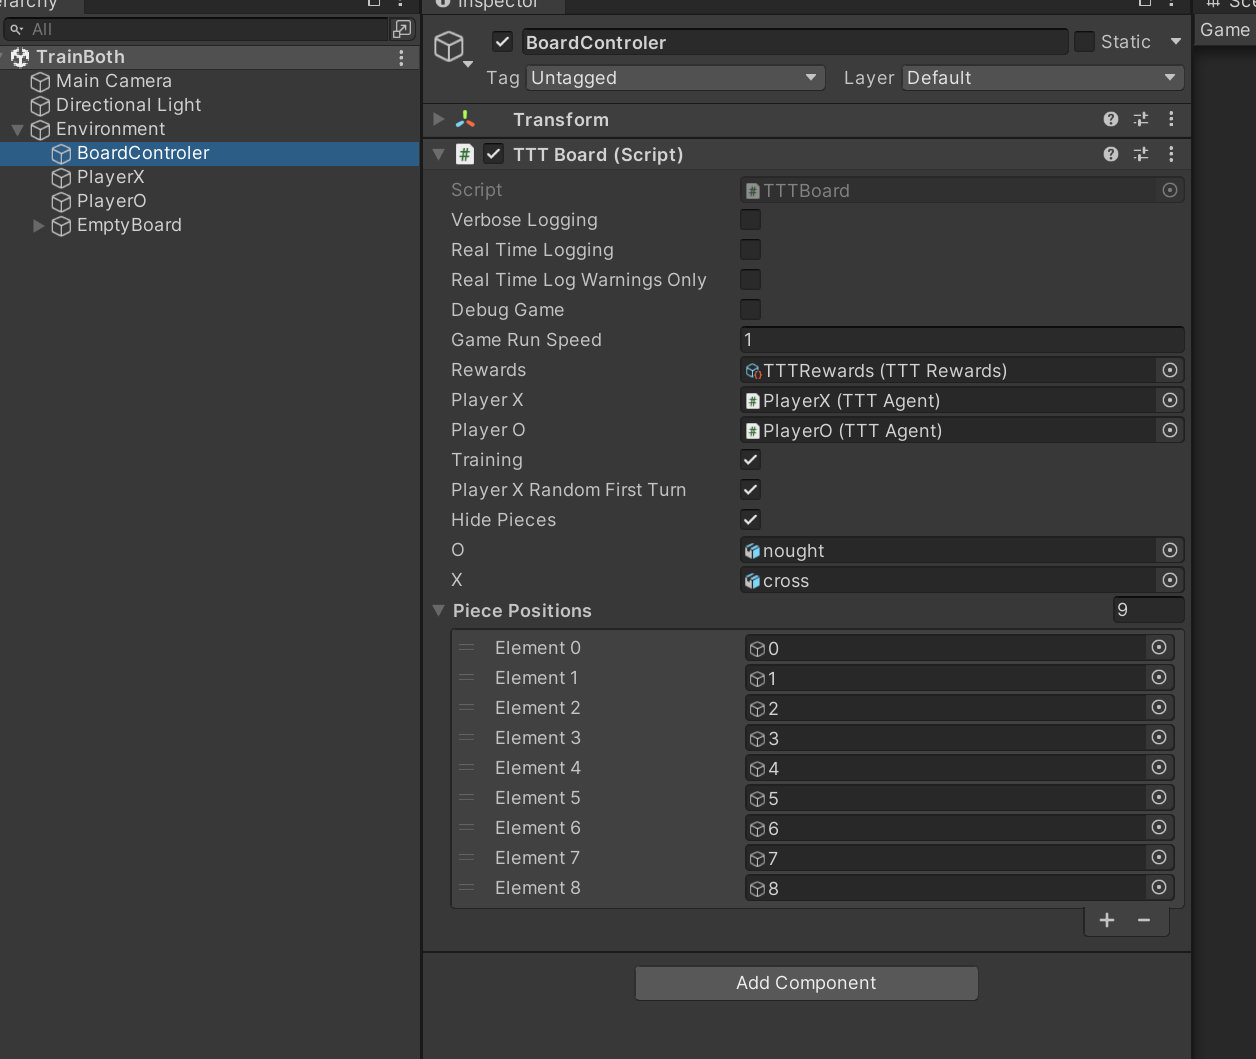 Inspector
All
BoardControler
Static
Game
TrainBoth
Main Camera
Tag
Untagged
Layer
Default
Directional Light
Environment
Transform
BoardControler
TTT Board (Script)
PlayerX
PlayerO
EmptyBoard
Script
TTTBoard
Verbose Logging
Real Time Logging
Real Time Log Warnings Only
Debug Game
Game Run Speed
1
Rewards
TTTRewards (TTT Rewards)
Player X
PlayerX (TTT Agent)
Player O
PlayerO (TTT Agent)
Training
Player X Random First Turn
Hide Pieces
O
nought
X
cross
Piece Positions
9
Element 0
0
Element 1
1
Element 2
2
Element 3
3
Element 4
4
Element 5
5
Element 6
6
Element 7
7
Element 8
8
Add Component